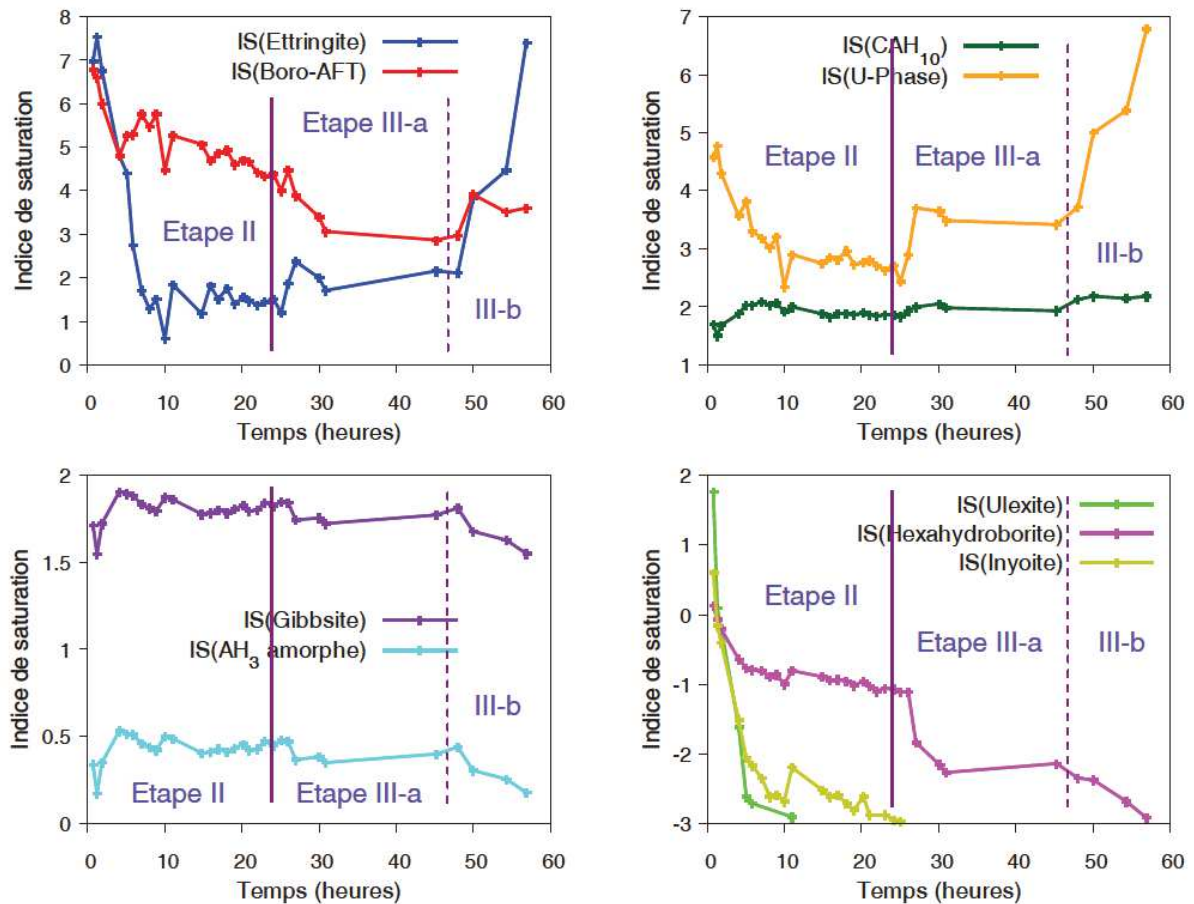 8
7
6
5
4
3
2
1
0
Indice de saturation
IS(Ettringite)
IS(Boro-AFT)
Etape III-a
Etape II
III-b
0 10 20 30 40 50 60
Temps (heures)
7
6
5
4
3
2
1
Indice de saturation
IS(CAH10)
IS(U-Phase)
Etape II
Etape III-a
III-b
0 10 20 30 40 50 60
Temps (heures)
2
1.5
1
0.5
0
Indice de saturation
IS(Gibbsite)
IS(AH3 amorphe)
III-b
Etape II
Etape III-a
0 10 20 30 40 50 60
Temps (heures)
2
1
0
-1
-2
-3
Indice de saturation
IS(Ulexite)
IS(Hexahydroborite)
IS(Inyoite)
Etape II
Etape III-a
III-b
0 10 20 30 40 50 60
Temps (heures)